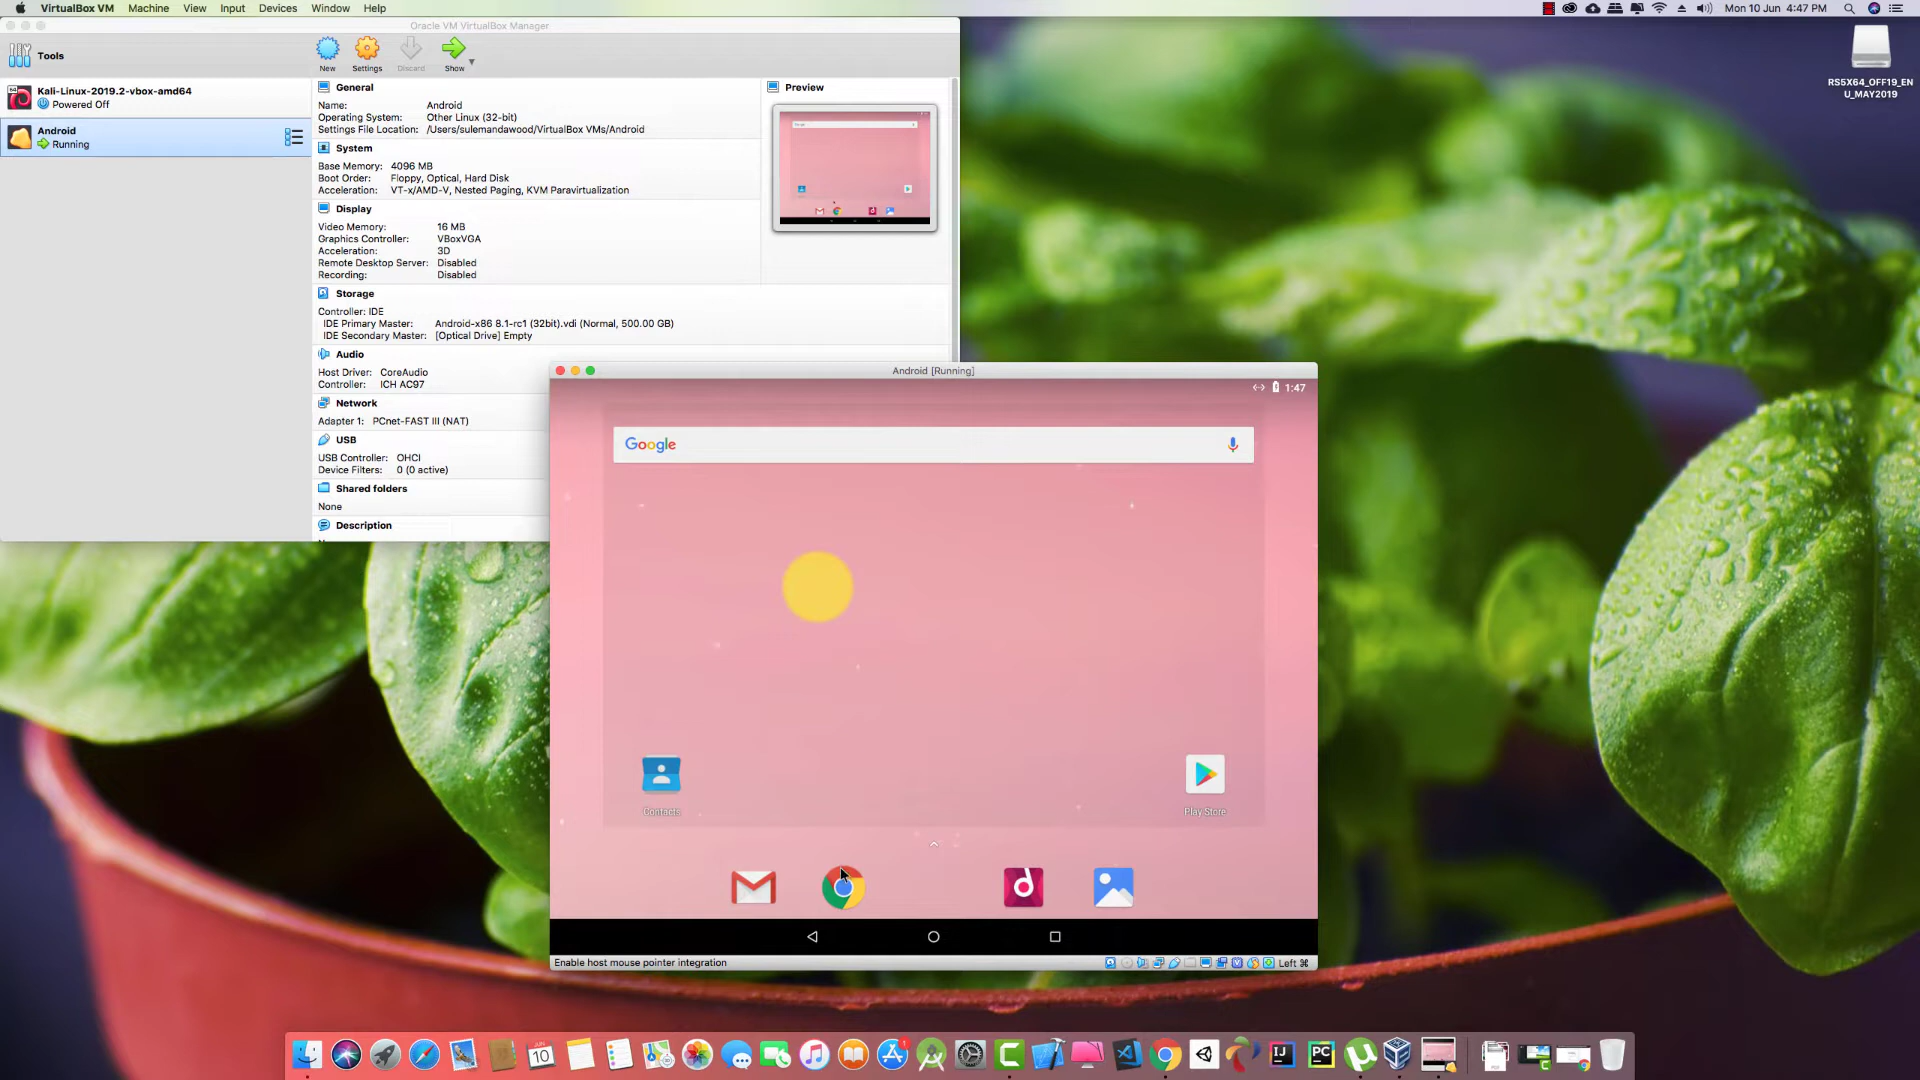 VirtualBox VM Machine View Input Devices Window Help
Mon 10 Jun 4:47 PM
Oracle VM VirtualBox Manager
Tools
New Settings Discard Show
Kali-Linux-2019.2-vbox-amd64
Powered Off
Android
Running
General
Name: Android
Operating System: Other Linux (32-bit)
Settings File Location: /Users/sulemandawood/VirtualBox VMs/Android
System
Base Memory: 4096 MB
Boot Order: Floppy, Optical, Hard Disk
Acceleration: VT-x/AMD-V, Nested Paging, KVM Paravirtualization
Display
Video Memory: 16 MB
Graphics Controller: VBoxVGA
Acceleration: 3D
Remote Desktop Server: Disabled
Recording: Disabled
Storage
Controller: IDE
IDE Primary Master: Android-x86 8.1-rc1 (32bit).vdi (Normal, 500.00 GB)
IDE Secondary Master: [Optical Drive] Empty
Audio
Host Driver: CoreAudio
Controller: ICH AC97
Network
Adapter 1: PCnet-FAST III (NAT)
USB
USB Controller: OHCI
Device Filters: 0 (0 active)
Shared folders
None
Description
Preview
RS5X64_OFF19_EN
U_MAY2019
Android [Running]
1:47
Google
Contacts
Play Store
Enable host mouse pointer integration
Left ⌘
JUN
10
1
IJ
PC